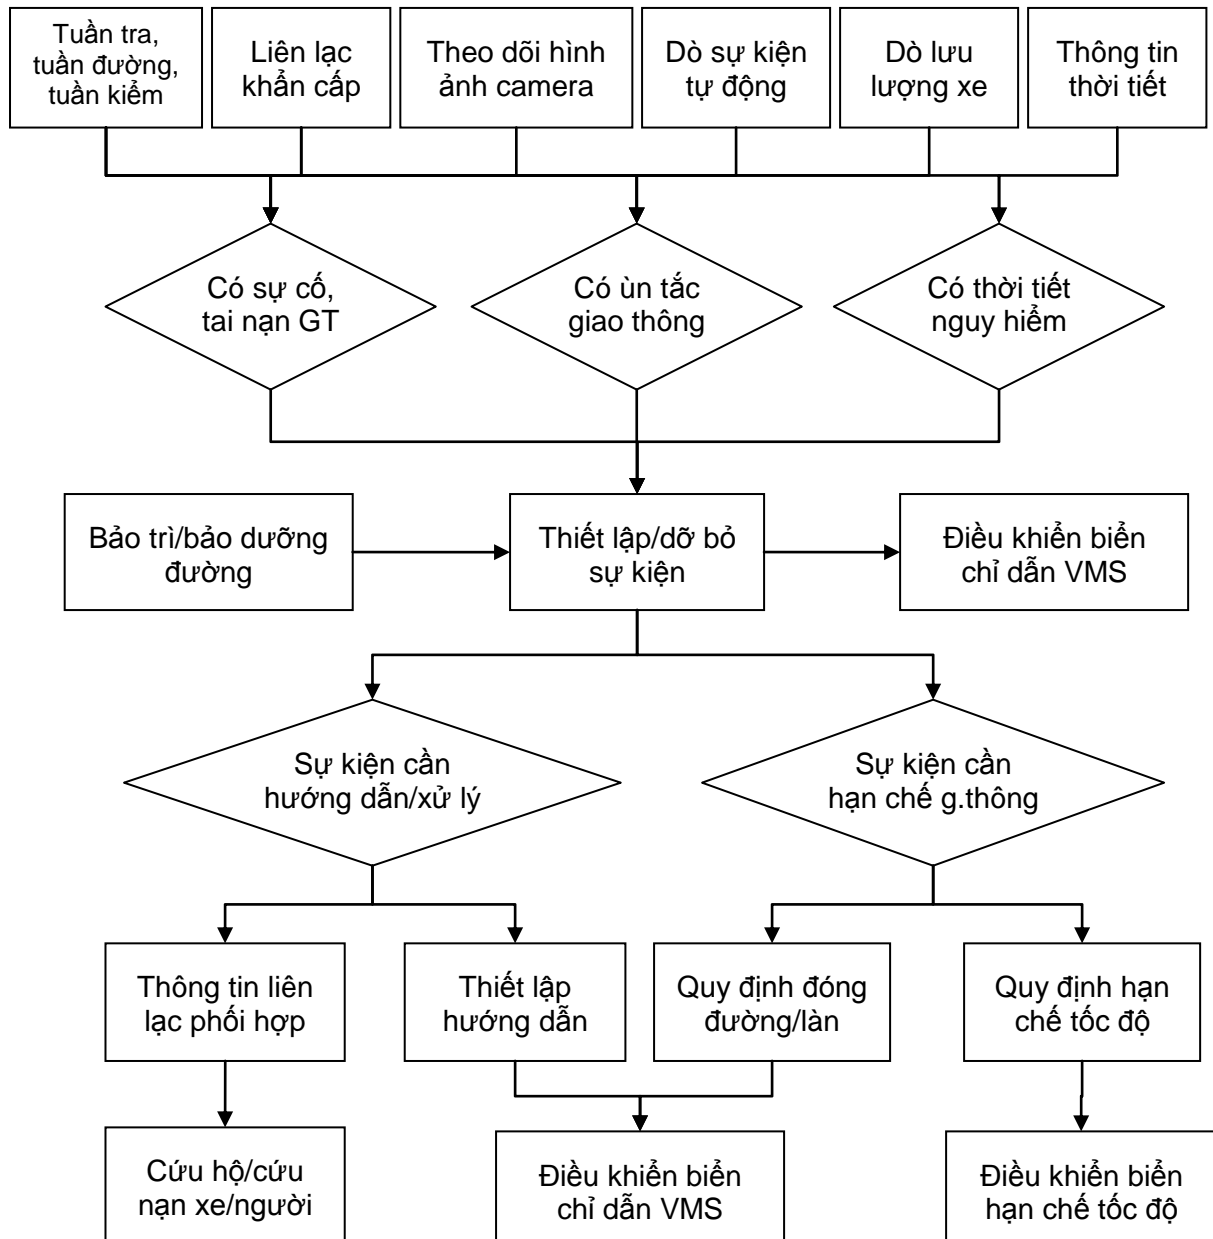 Tuần tra,
tuần đường,
tuần kiểm
Liên lạc
khẩn cấp
Theo dõi hình
ảnh camera
Dò sự kiện
tự động
Dò lưu
lượng xe
Thông tin
thời tiết
Có sự cố,
tai nạn GT
Có ùn tắc
giao thông
Có thời tiết
nguy hiểm
Bảo trì/bảo dưỡng
đường
Thiết lập/dỡ bỏ
sự kiện
Điều khiển biển
chỉ dẫn VMS
Sự kiện cần
hướng dẫn/xử lý
Sự kiện cần
hạn chế g.thông
Thông tin liên
lạc phối hợp
Thiết lập
hướng dẫn
Quy định đóng
đường/làn
Quy định hạn
chế tốc độ
Cứu hộ/cứu
nạn xe/người
Điều khiển biển
chỉ dẫn VMS
Điều khiển biển
hạn chế tốc độ